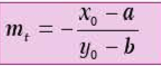 $m_t = -\frac{x_0 - a}{y_0 - b}$